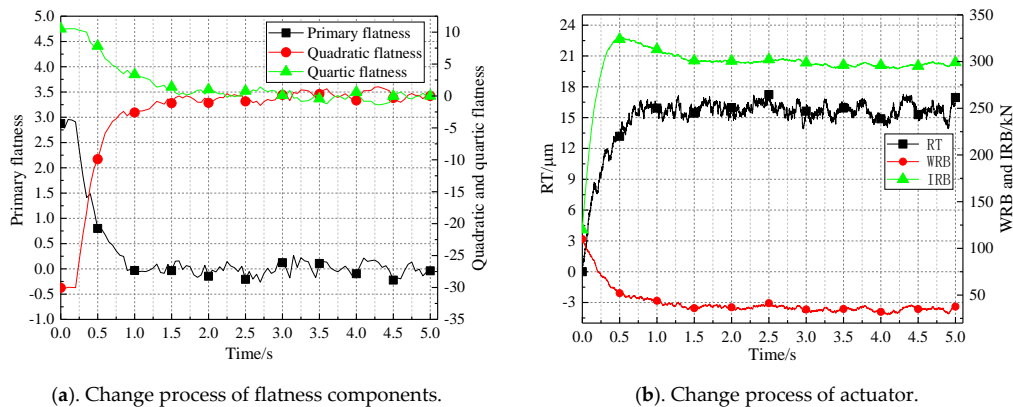 5.0
4.5
4.0
3.5
3.0
2.5
2.0
1.5
1.0
0.5
0.0
-0.5
-1.0
Primary flatness
Primary flatness
Quadratic flatness
Quartic flatness
10
5
0
-5
-10
-15
-20
-25
-30
-35
Quadratic and quartic flatness
0.0 0.5 1.0 1.5 2.0 2.5 3.0 3.5 4.0 4.5 5.0
Time/s
(a). Change process of flatness components.
24
21
18
15
12
9
6
3
0
-3
RT/μm
RT
WRB
IRB
350
300
250
200
150
100
50
WRB and IRB/kN
0.0 0.5 1.0 1.5 2.0 2.5 3.0 3.5 4.0 4.5 5.0
Time/s
(b). Change process of actuator.